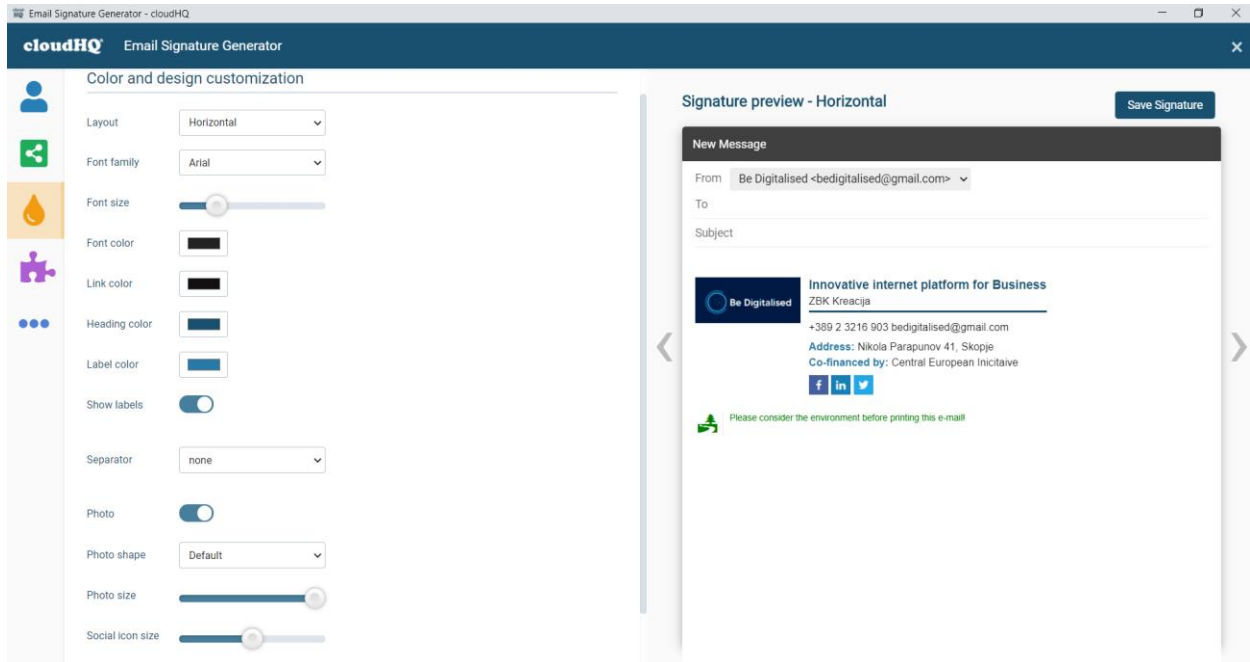 Email Signature Generator - cloudHQ
cloudHQ Email Signature Generator
Color and design customization
Layout Horizontal
Font family Arial
Font size
Font color
Link color
Heading color
Label color
Show labels
Separator none
Photo
Photo shape Default
Photo size
Social icon size
Signature preview - Horizontal
Save Signature
New Message
From Be Digitalised <bedigitalised@gmail.com>
To
Subject
Be Digitalised
Innovative internet platform for Business
ZBK Kreacija
+389 2 3216 903 bedigitalised@gmail.com
Address: Nikola Parapunov 41, Skopje
Co-financed by: Central European Inicitaive
f in
Please consider the environment before printing this e-mail!